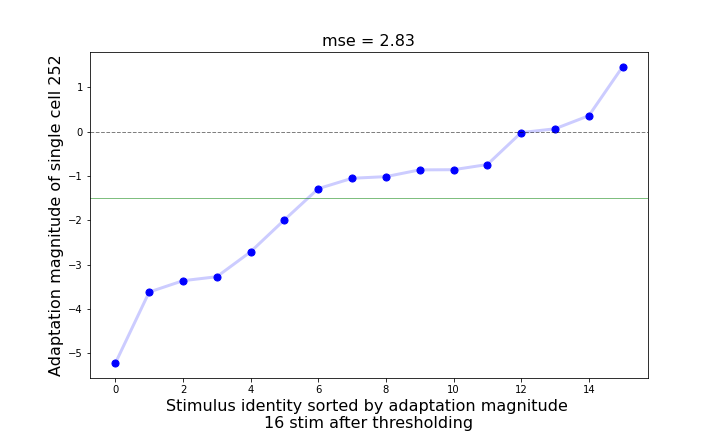 mse = 2.83
Adaptation magnitude of single cell 252
1
0
−1
−2
−3
−4
−5
0 2 4 6 8 10 12 14
Stimulus identity sorted by adaptation magnitude
16 stim after thresholding